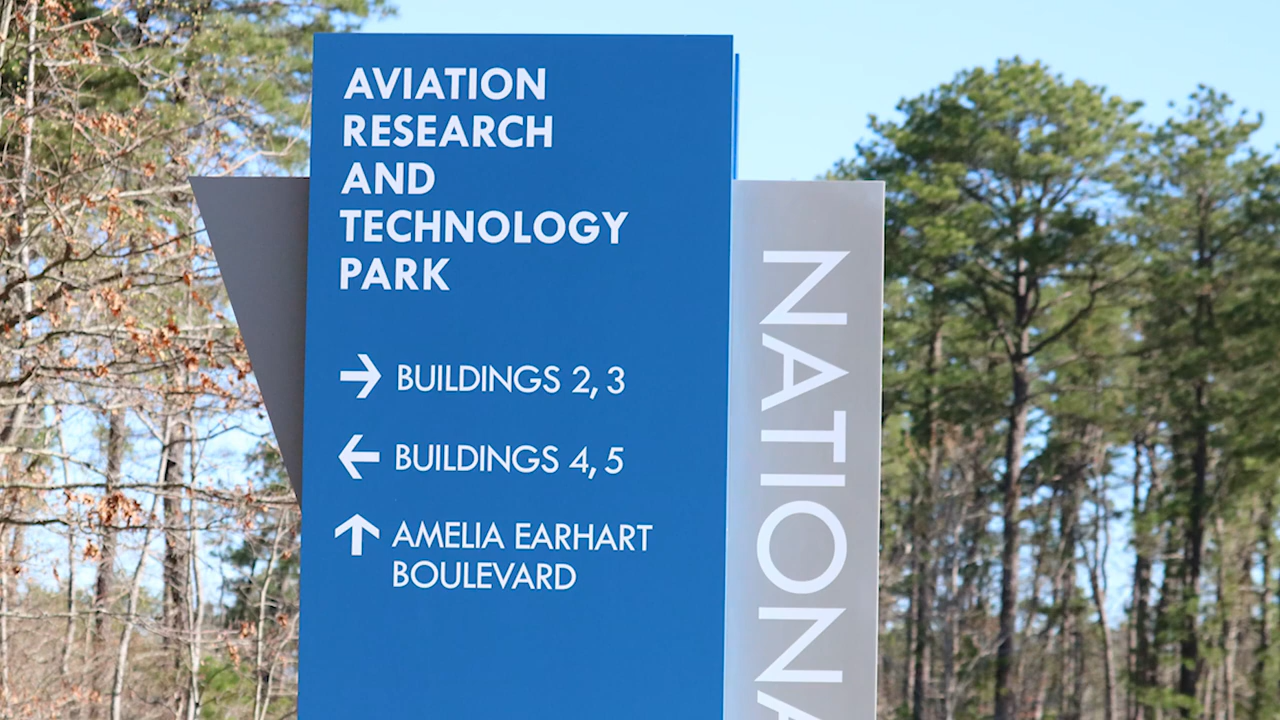 AVIATION
RESEARCH
AND
TECHNOLOGY
PARK
→ BUILDINGS 2, 3
← BUILDINGS 4, 5
↑ AMELIA EARHART
BOULEVARD
NATIONA